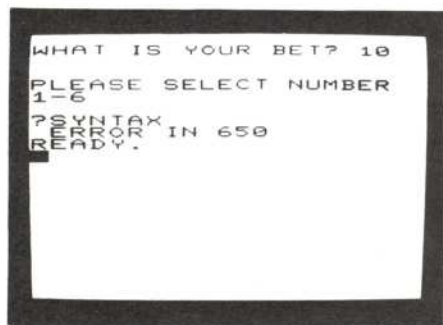 WHAT IS YOUR BET? 10
PLEASE SELECT NUMBER
1-6
?SYNTAX
ERROR IN 650
READY.